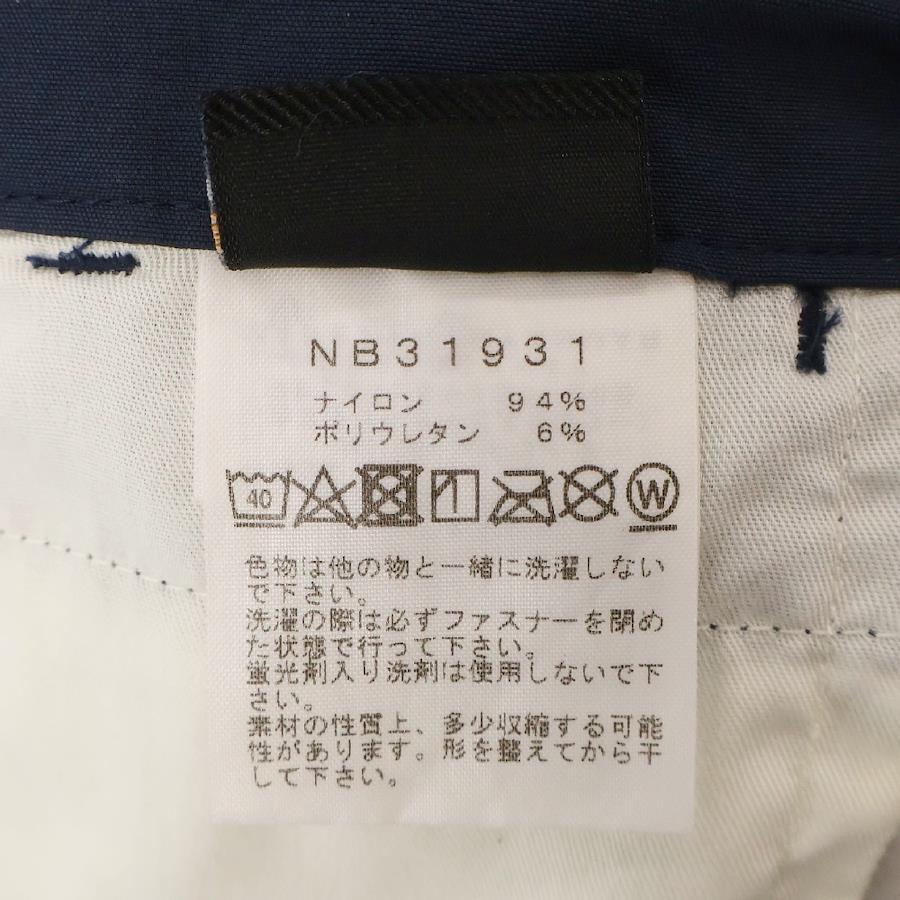 NB31931
ナイロン 94%
ポリウレタン 6%
40 W
色物は他の物と一緒に洗濯しない
で下さい。
洗濯の際は必ずファスナーを閉め
た状態で行って下さい。
蛍光剤入り洗剤は使用しないで下
さい。
素材の性質上、多少収縮する可能
性があります。形を整えてから干
して下さい。